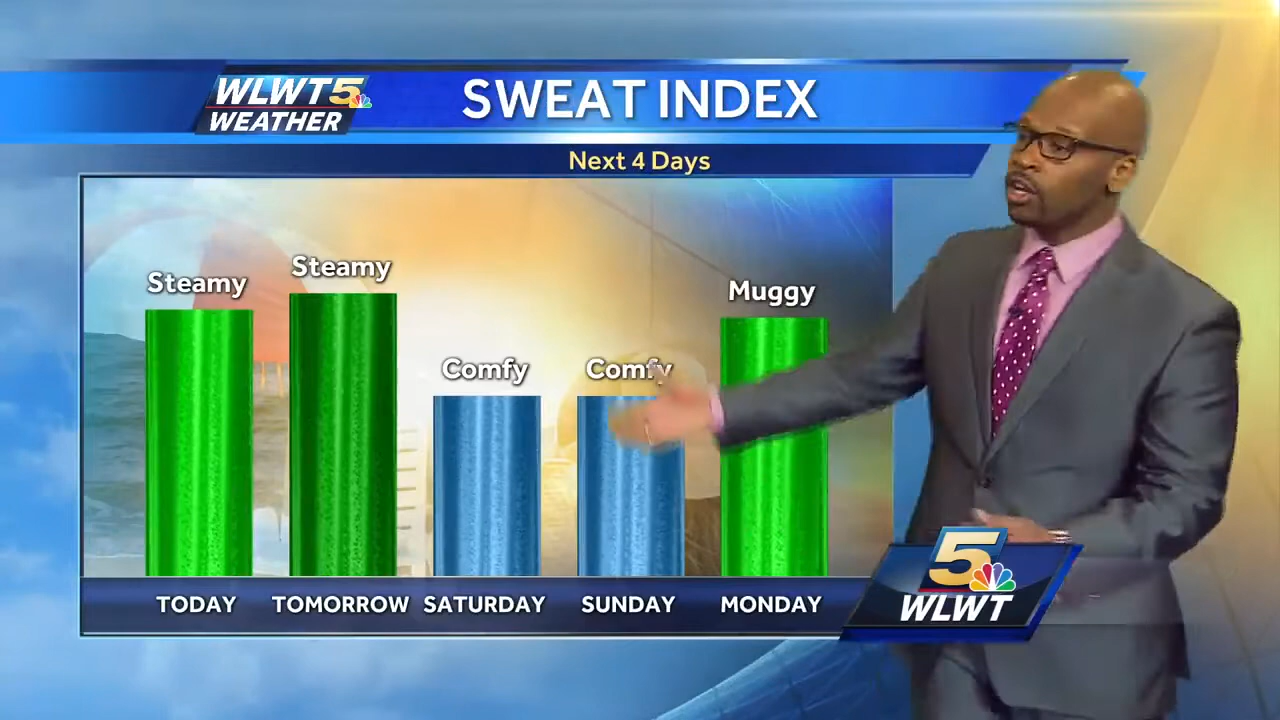 WLWT5
WEATHER
SWEAT INDEX
Next 4 Days
Steamy
Steamy
Comfy
Comfy
Muggy
TODAY
TOMORROW
SATURDAY
SUNDAY
MONDAY
5
WLWT